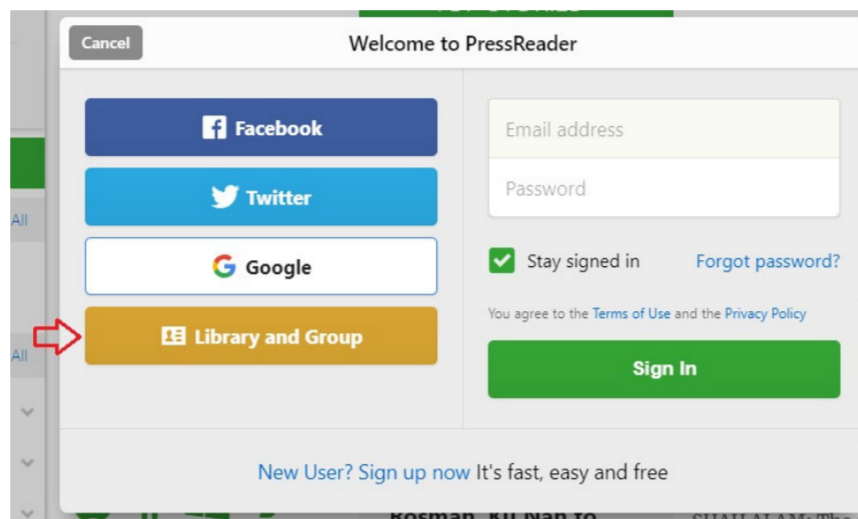 Cancel
Welcome to PressReader
Facebook
Twitter
Google
Library and Group
Email address
Password
Stay signed in
Forgot password?
You agree to the Terms of Use and the Privacy Policy
Sign In
New User? Sign up now It's fast, easy and free
All
All